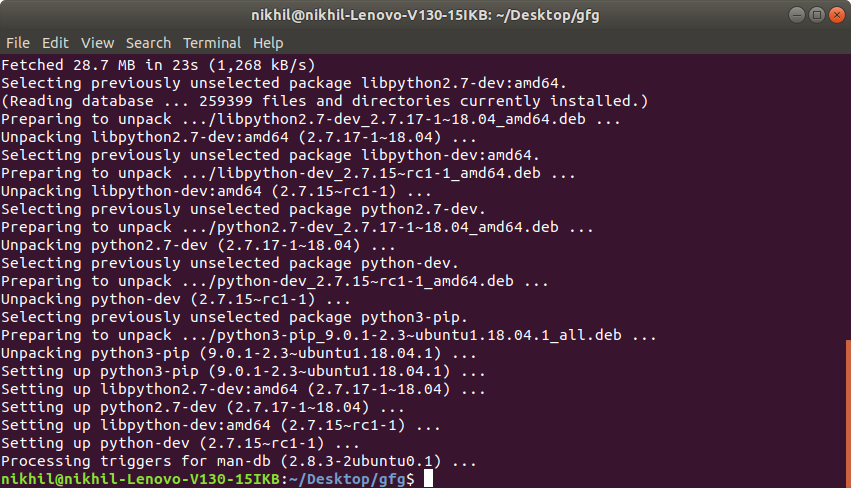 nikhil@nikhil-Lenovo-V130-15IKB: ~/Desktop/gfg
File Edit View Search Terminal Help
Fetched 28.7 MB in 23s (1,268 kB/s)
Selecting previously unselected package libpython2.7-dev:amd64.
(Reading database ... 259399 files and directories currently installed.)
Preparing to unpack .../libpython2.7-dev_2.7.17-1~18.04_amd64.deb ...
Unpacking libpython2.7-dev:amd64 (2.7.17-1~18.04) ...
Selecting previously unselected package libpython-dev:amd64.
Preparing to unpack .../libpython-dev_2.7.15~rc1-1_amd64.deb ...
Unpacking libpython-dev:amd64 (2.7.15~rc1-1) ...
Selecting previously unselected package python2.7-dev.
Preparing to unpack .../python2.7-dev_2.7.17-1~18.04_amd64.deb ...
Unpacking python2.7-dev (2.7.17-1~18.04) ...
Selecting previously unselected package python-dev.
Preparing to unpack .../python-dev_2.7.15~rc1-1_amd64.deb ...
Unpacking python-dev (2.7.15~rc1-1) ...
Selecting previously unselected package python3-pip.
Preparing to unpack .../python3-pip_9.0.1-2.3~ubuntu1.18.04.1_all.deb ...
Unpacking python3-pip (9.0.1-2.3~ubuntu1.18.04.1) ...
Setting up python3-pip (9.0.1-2.3~ubuntu1.18.04.1) ...
Setting up libpython2.7-dev:amd64 (2.7.17-1~18.04) ...
Setting up python2.7-dev (2.7.17-1~18.04) ...
Setting up libpython-dev:amd64 (2.7.15~rc1-1) ...
Setting up python-dev (2.7.15~rc1-1) ...
Processing triggers for man-db (2.8.3-2ubuntu0.1) ...
nikhil@nikhil-Lenovo-V130-15IKB:~/Desktop/gfg$